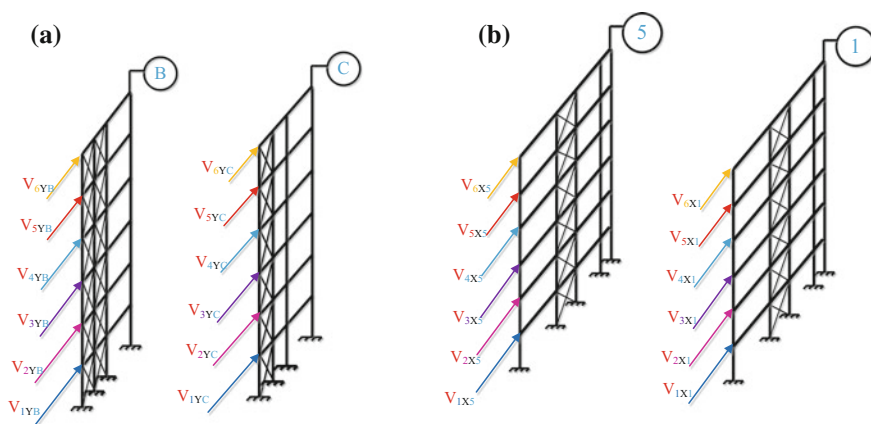 (a)
B
V6YB
V5YB
V4YB
V3YB
V2YB
V1YB
C
V6YC
V5YC
V4YC
V3YC
V2YC
V1YC
(b)
5
V6X5
V5X5
V4X5
V3X5
V2X5
V1X5
1
V6X1
V5X1
V4X1
V3X1
V2X1
V1X1